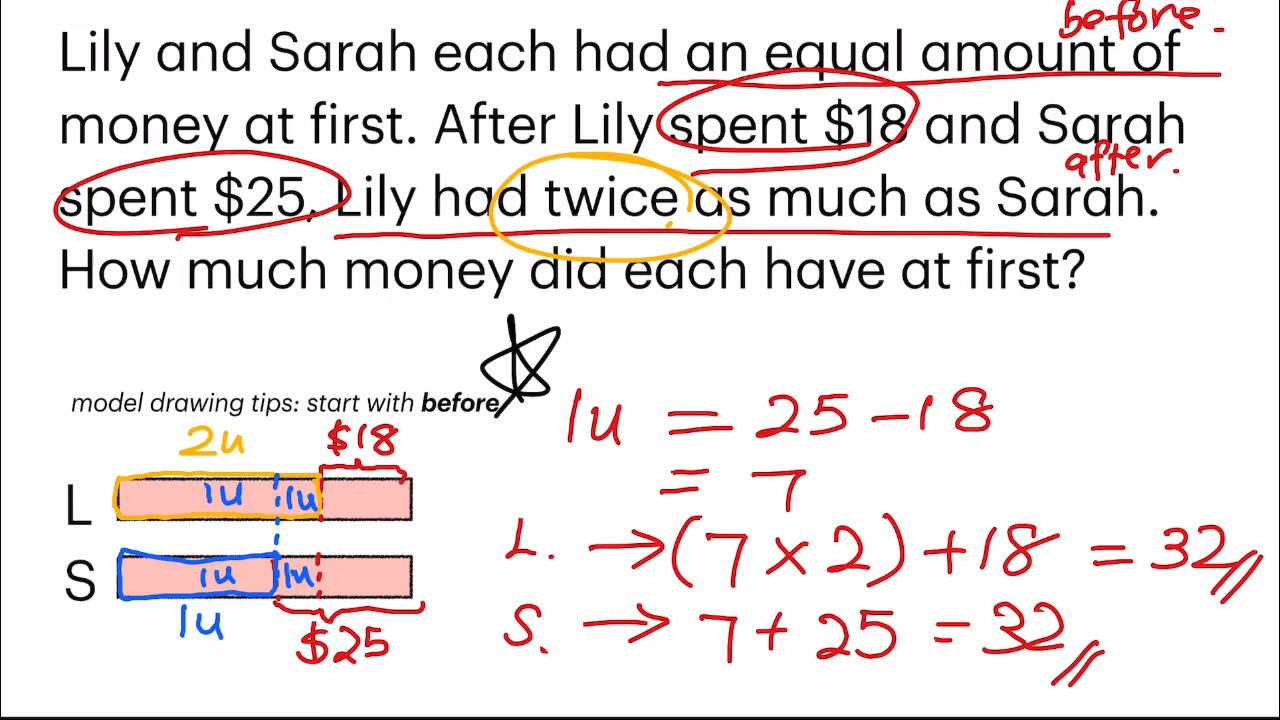 before.
Lily and Sarah each had an equal amount of
money at first. After Lily spent $18 and Sarah
after.
spent $25, Lily had twice as much as Sarah.
How much money did each have at first?
model drawing tips: start with before
2u $18
L 1u 1u
S 1u 1u
1u $25
1u = 25 - 18
= 7
L. → (7 × 2) + 18 = 32
S. → 7 + 25 = 32